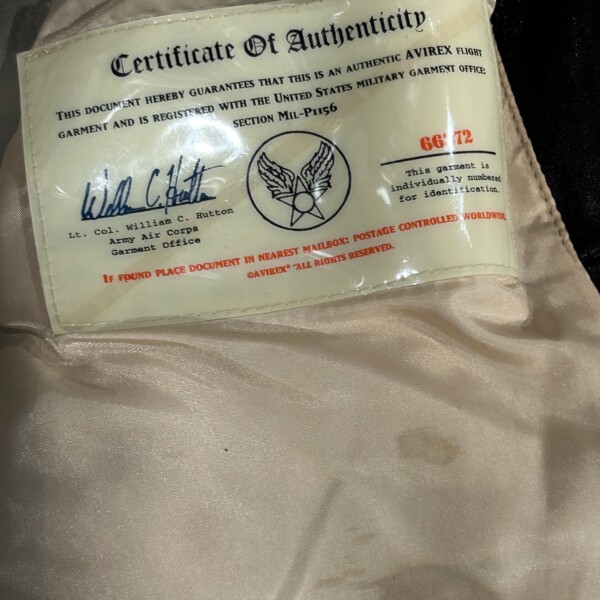 Certificate Of Authenticity
THIS DOCUMENT HEREBY GUARANTEES THAT THIS IS AN AUTHENTIC AVIREX FLIGHT
GARMENT AND IS REGISTERED WITH THE UNITED STATES MILITARY GARMENT OFFICE:
SECTION MIL-P1156
William C. Hutton
Lt. Col. William C. Hutton
Army Air Corps
Garment Office
This garment is
individually numbered
for identification.
IF FOUND PLACE DOCUMENT IN NEAREST MAILBOX: POSTAGE CONTROLLED WORLDWIDE.
©AVIREX® ALL RIGHTS RESERVED.